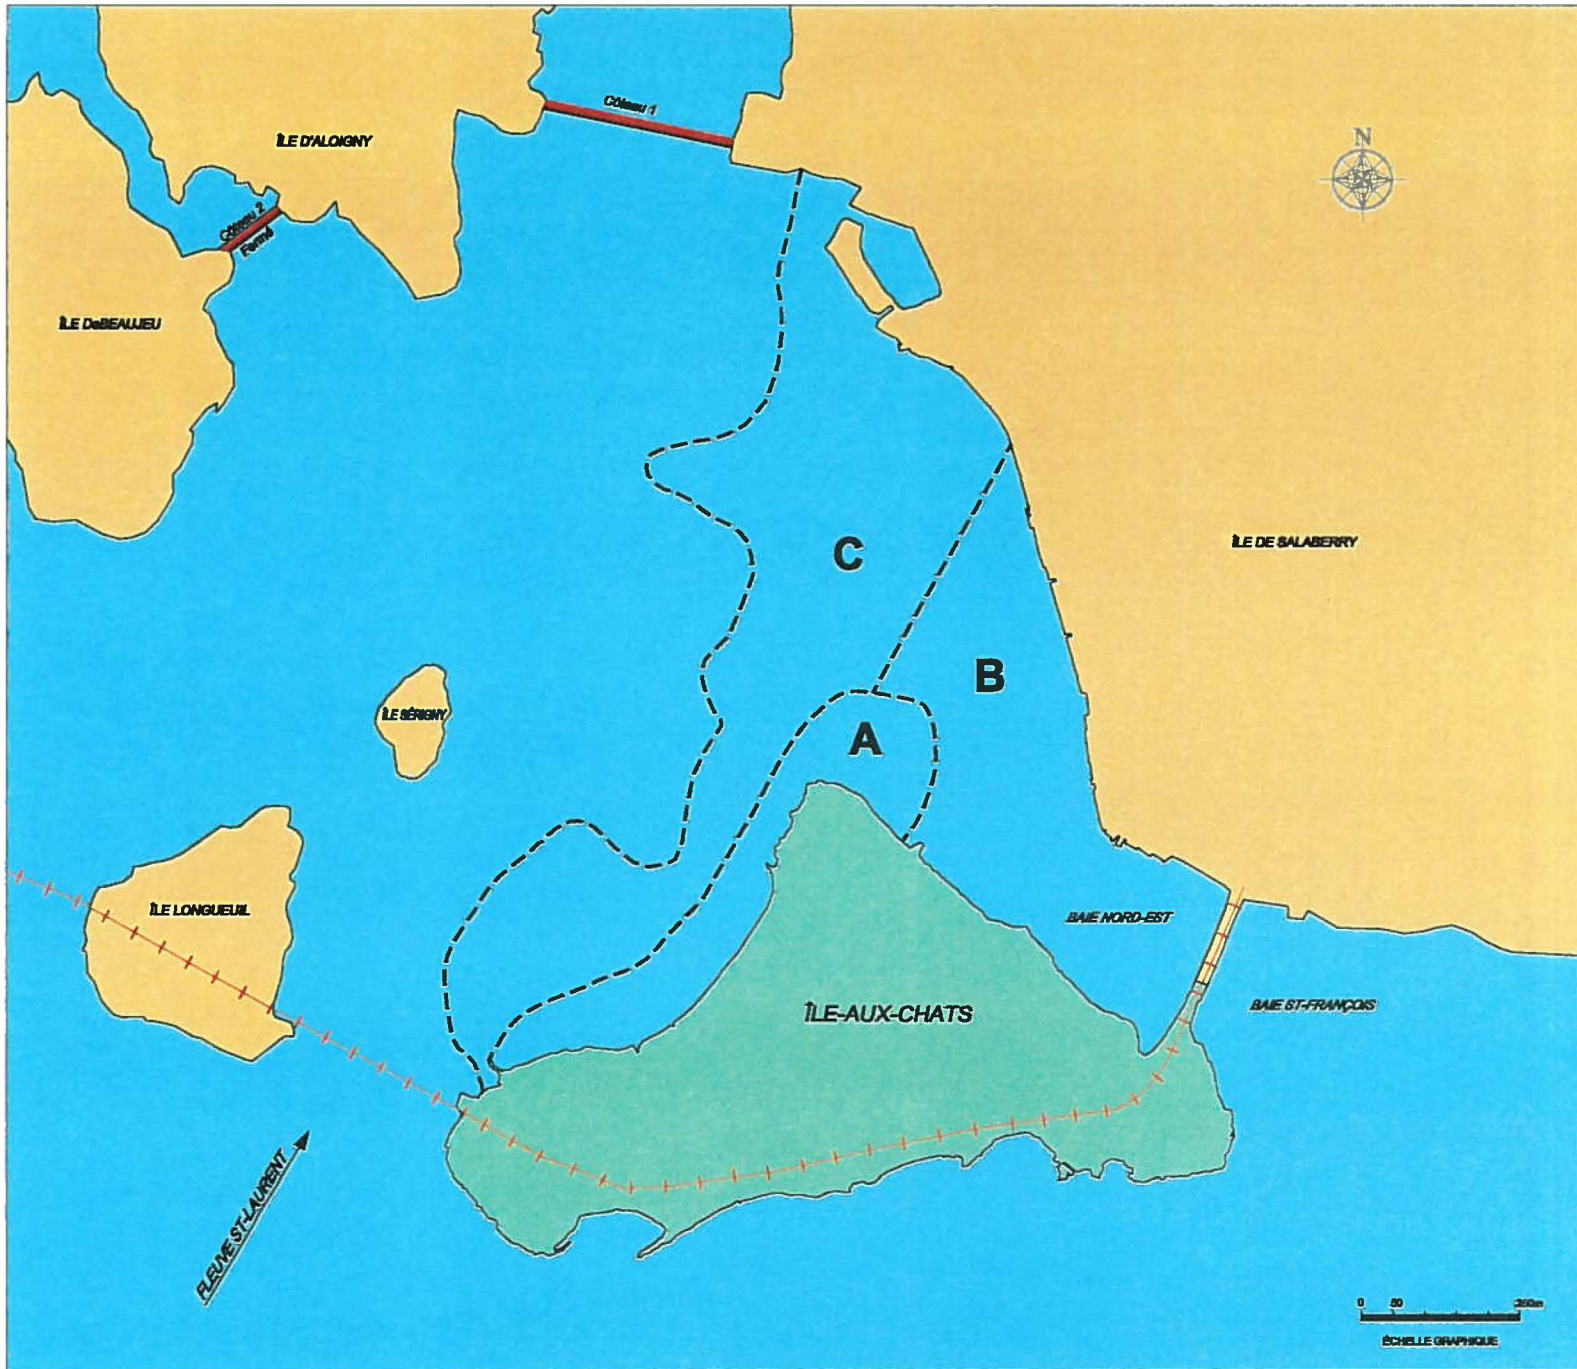 Côteau 1
ÎLE D'ALOIGNY
N
Côteau 2
Fermé
ÎLE DeBEAUJEU
ÎLE DE SALABERRY
C
B
ÎLE SÉRIGNY
A
ÎLE LONGUEUIL
BAIE NORD-EST
BAIE ST-FRANÇOIS
ÎLE-AUX-CHATS
FLEUVE ST-LAURENT
0 50 250m
ÉCHELLE GRAPHIQUE